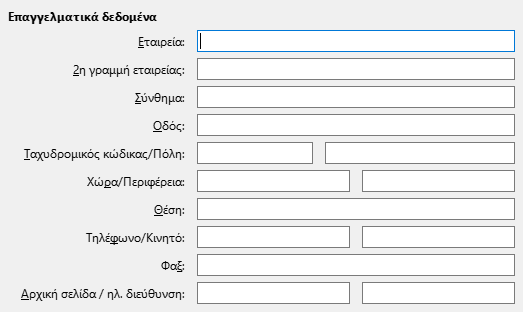 Επαγγελματικά δεδομένα
Εταιρεία:
2η γραμμή εταιρείας:
Σύνθημα:
Οδός:
Ταχυδρομικός κώδικας/Πόλη:
Χώρα/Περιφέρεια:
Θέση:
Τηλέφωνο/Κινητό:
Φαξ:
Αρχική σελίδα / ηλ. διεύθυνση: